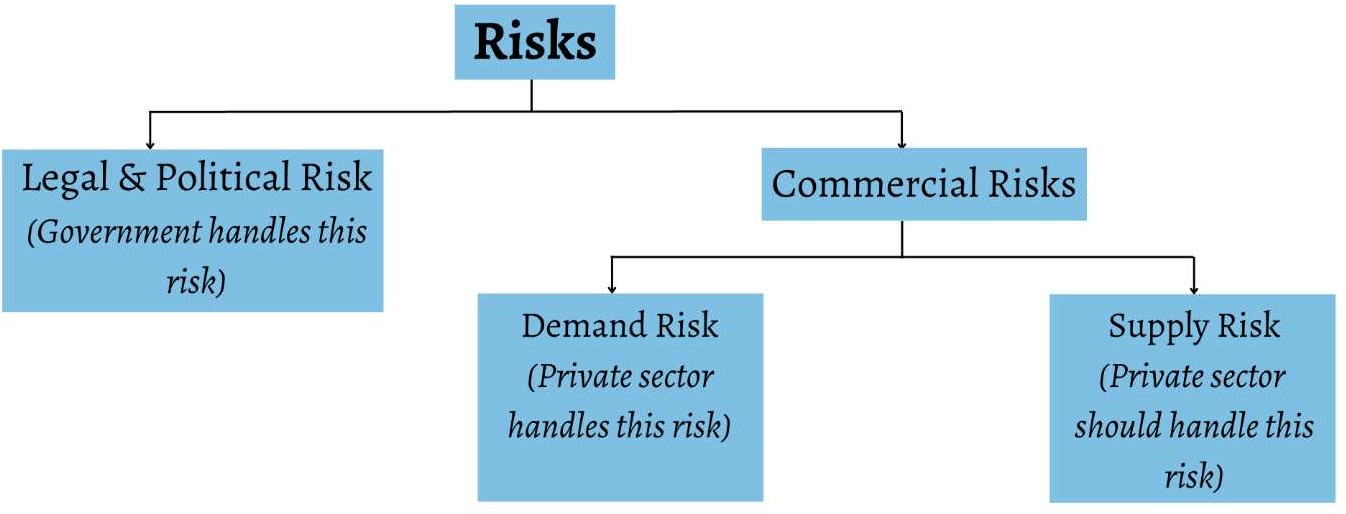 Risks
Legal & Political Risk
(Government handles this
risk)
Commercial Risks
Demand Risk
(Private sector
handles this risk)
Supply Risk
(Private sector
should handle this
risk)